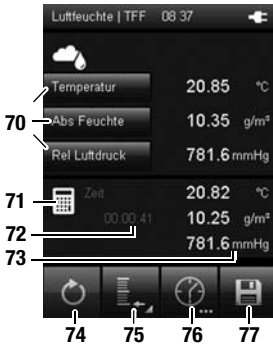 Luftfeuchte | TFF 08 37
Temperatur 20.85 °C
70 Abs Feuchte 10.35 g/m³
Rel Luftdruck 781.6 mmHg
71 Zeit 20.82 °C
72 00:00:41 10.25 g/m³
73 781.6 mmHg
74 75 76 77